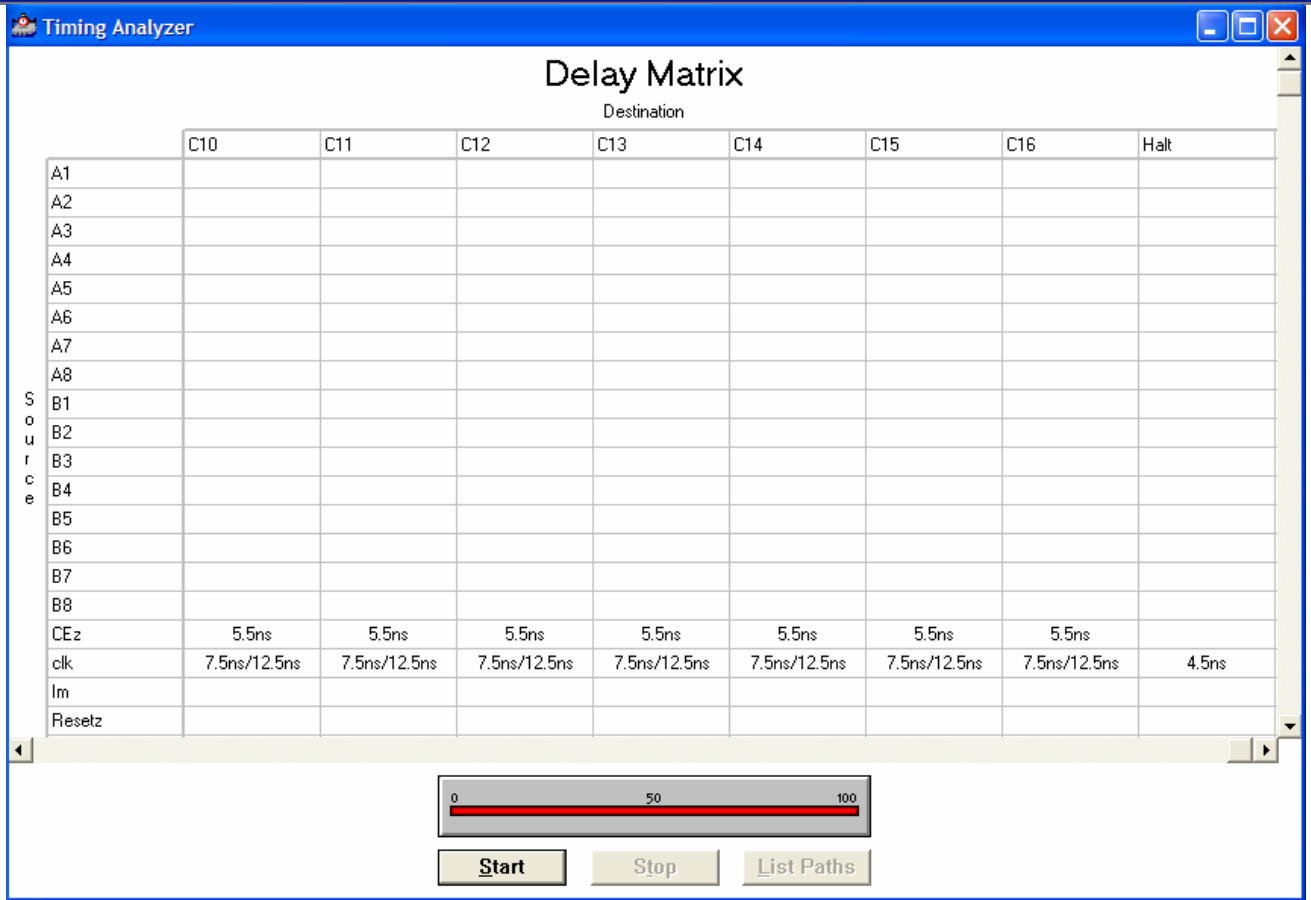 Timing Analyzer
Delay Matrix
Destination
C10 C11 C12 C13 C14 C15 C16 Halt
Source
A1
A2
A3
A4
A5
A6
A7
A8
B1
B2
B3
B4
B5
B6
B7
B8
CEz 5.5ns 5.5ns 5.5ns 5.5ns 5.5ns 5.5ns 5.5ns
clk 7.5ns/12.5ns 7.5ns/12.5ns 7.5ns/12.5ns 7.5ns/12.5ns 7.5ns/12.5ns 7.5ns/12.5ns 7.5ns/12.5ns 4.5ns
Resetz
0 50 100
Start Stop List Paths